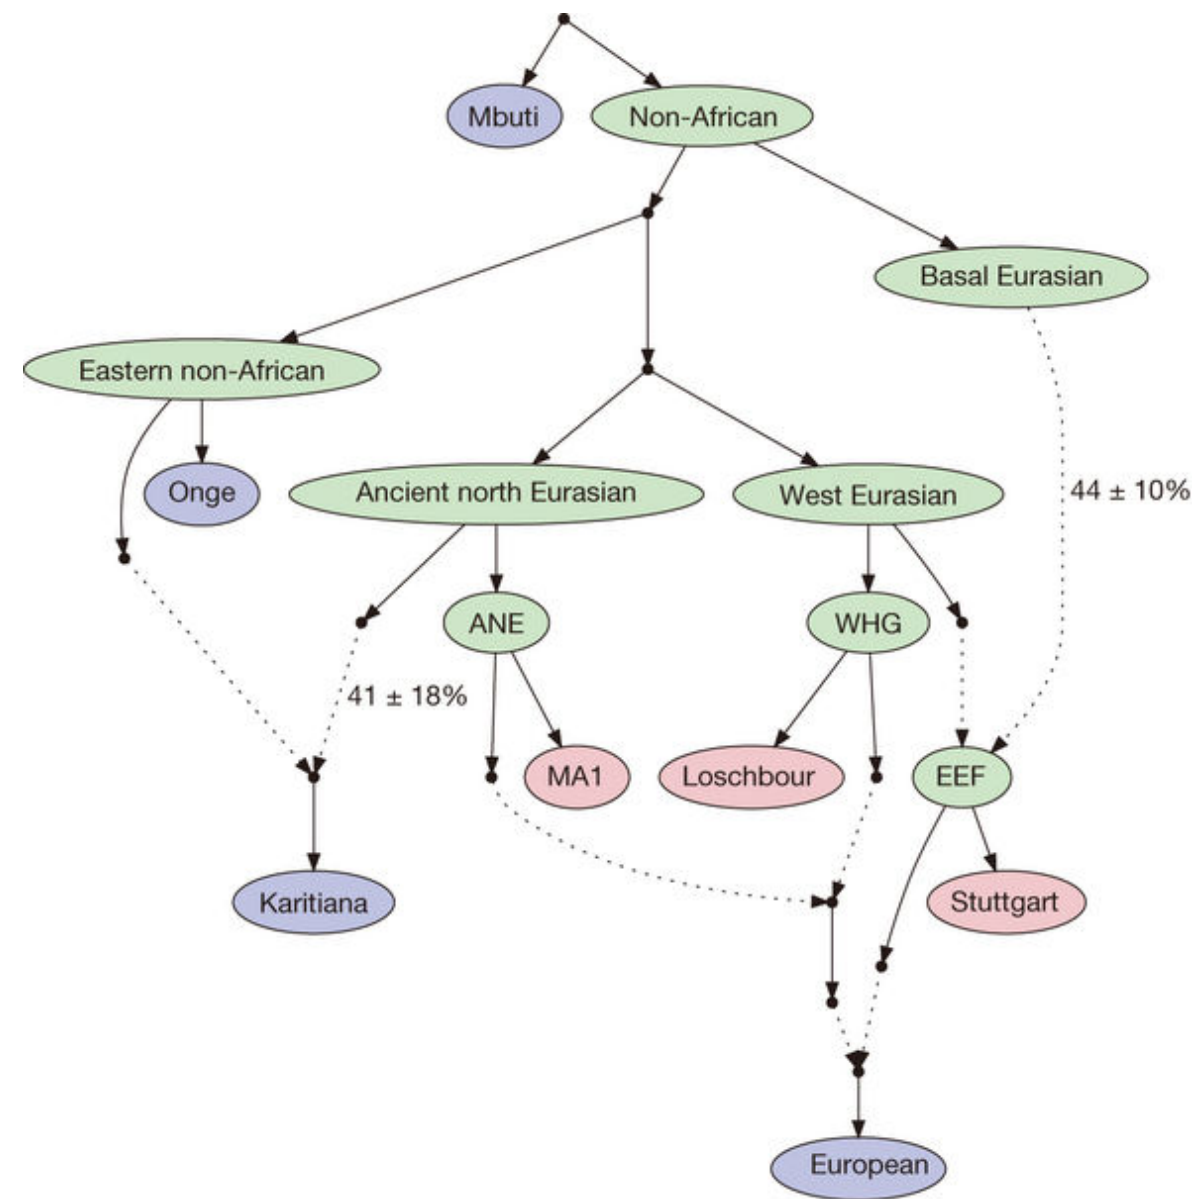 Mbuti
Non-African
Basal Eurasian
Eastern non-African
Onge
Ancient north Eurasian
West Eurasian
44 ± 10%
ANE
WHG
41 ± 18%
MA1
Loschbour
EEF
Karitiana
Stuttgart
European